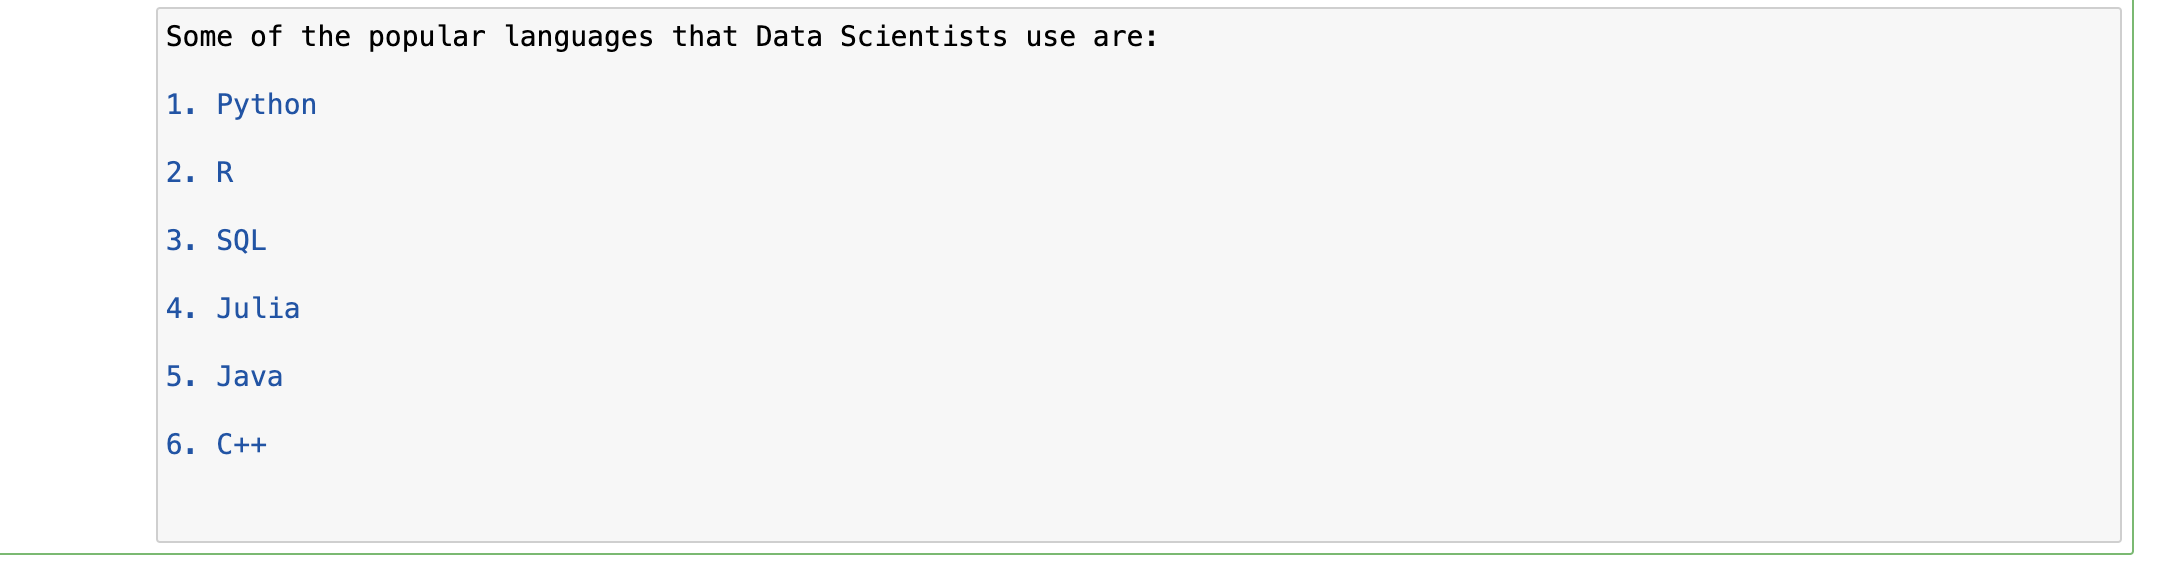 Some of the popular languages that Data Scientists use are:
1. Python
2. R
3. SQL
4. Julia
5. Java
6. C++